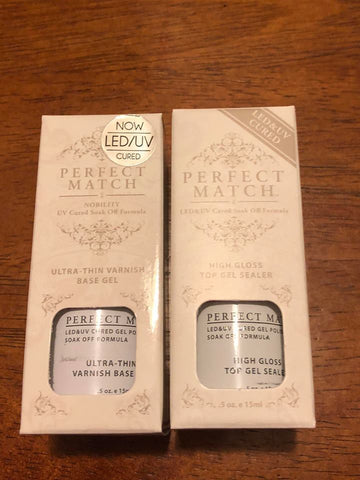 NOW
LED/UV
CURED
PERFECT
MATCH
NOBILITY
UV Cured Soak Off Formula
ULTRA-THIN VARNISH
BASE GEL
PERFECT MA
LED&UV CURED GEL PO
SOAK OFF FORMULA
ULTRA-THIN
VARNISH BASE
.5 oz. e 15ml
LED&UV
CURED
PERFECT
MATCH
LED&UV Cured Soak Off Formula
HIGH GLOSS
TOP GEL SEALER
PERFECT MA
LED&UV CURED GEL POLI
SOAK OFF FORMULA
HIGH GLOSS
TOP GEL SEALE
.5 oz e 15ml